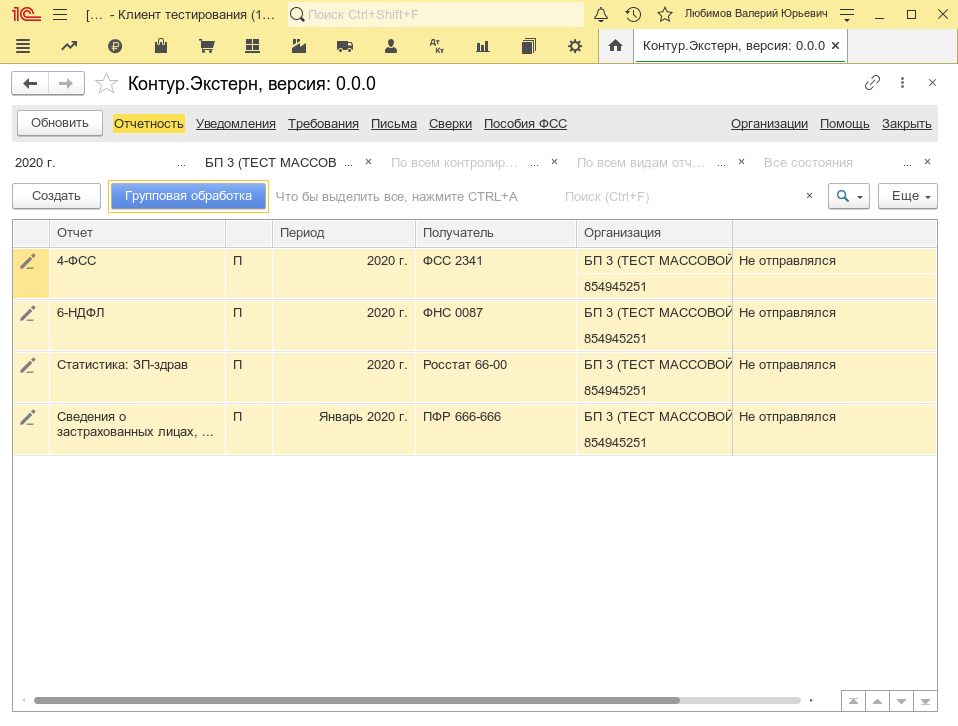 1С [... - Клиент тестирования (1... Поиск Ctrl+Shift+F Любимов Валерий Юрьевич
Дт Кт Контур.Экстерн, версия: 0.0.0 ×
Контур.Экстерн, версия: 0.0.0
Обновить Отчетность Уведомления Требования Письма Сверки Пособия ФСС Организации Помощь Закрыть
2020 г. ... БП 3 (ТЕСТ МАССОВ ... × По всем контролир... ... × По всем видам отч... ... × Все состояния ... ×
Создать Групповая обработка Что бы выделить все, нажмите CTRL+A Поиск (Ctrl+F) × Еще
Отчет Период Получатель Организация
4-ФСС П 2020 г. ФСС 2341 БП 3 (ТЕСТ МАССОВОЙ Не отправлялся
854945251
6-НДФЛ П 2020 г. ФНС 0087 БП 3 (ТЕСТ МАССОВОЙ Не отправлялся
854945251
Статистика: ЗП-здрав П 2020 г. Росстат 66-00 БП 3 (ТЕСТ МАССОВОЙ Не отправлялся
854945251
Сведения о П Январь 2020 г. ПФР 666-666 БП 3 (ТЕСТ МАССОВОЙ Не отправлялся
застрахованных лицах, ... 854945251